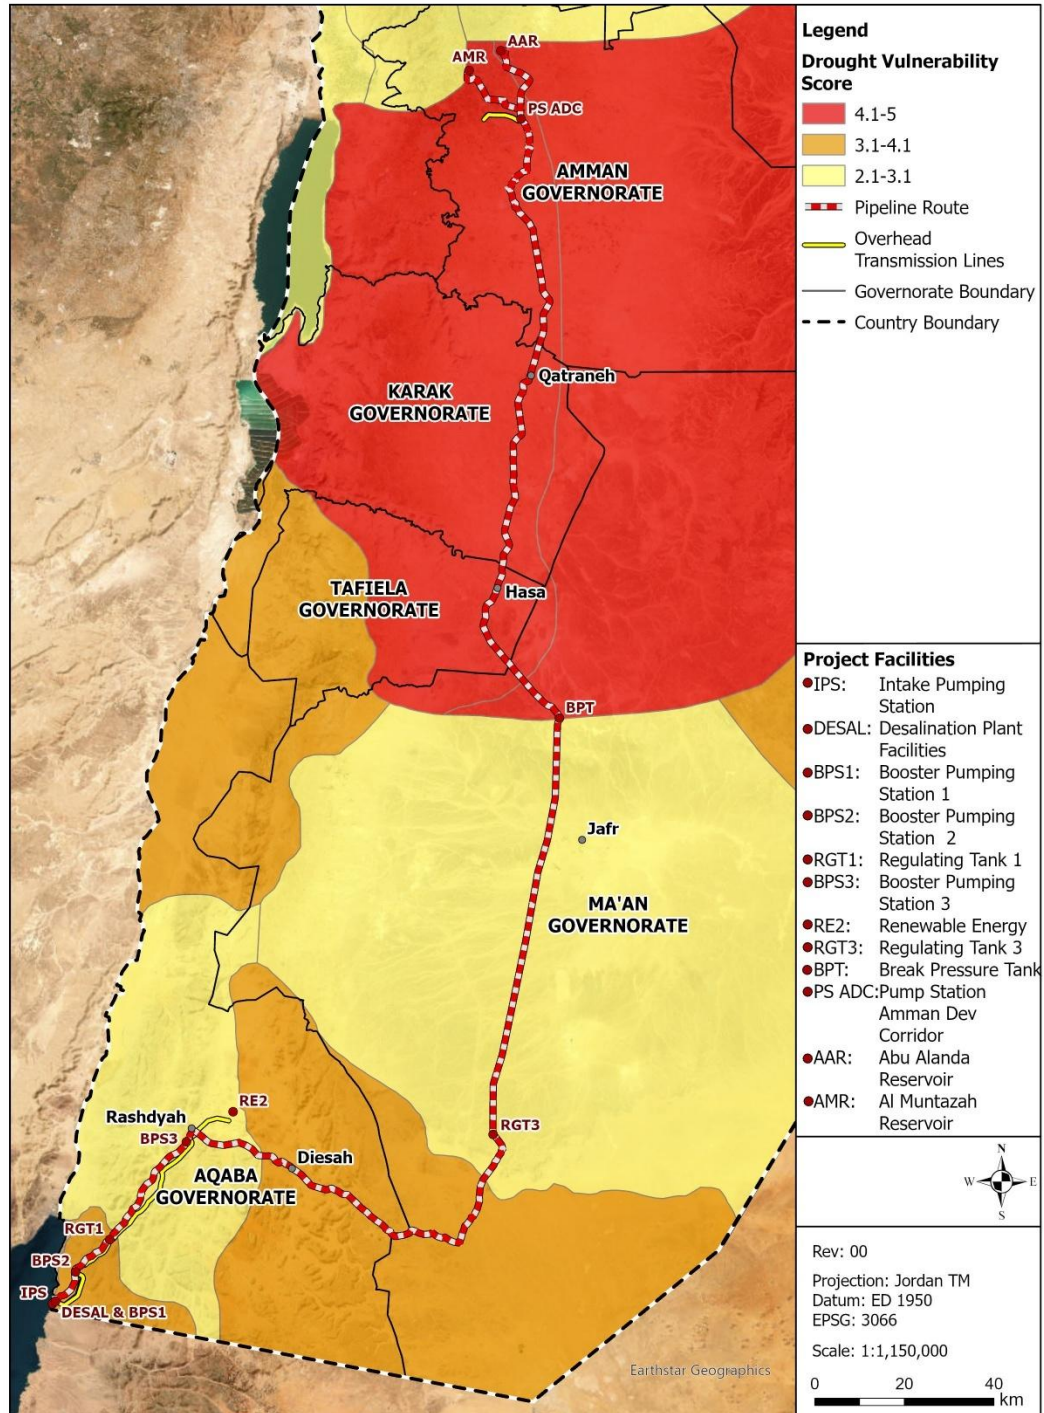 AAR
AMR
PS ADC
AMMAN
GOVERNORATE
Qatraneh
KARAK
GOVERNORATE
TAFIELA
GOVERNORATE
Hasa
BPT
Jafr
MA'AN
GOVERNORATE
RE2
Rashdyah
BPS3
RGT3
Diesah
AQABA
GOVERNORATE
RGT1
BPS2
IPS
DESAL & BPS1
Earthstar Geographics
Legend
Drought Vulnerability
Score
4.1-5
3.1-4.1
2.1-3.1
Pipeline Route
Overhead
Transmission Lines
Governorate Boundary
Country Boundary
Project Facilities
IPS: Intake Pumping
Station
DESAL: Desalination Plant
Facilities
BPS1: Booster Pumping
Station 1
BPS2: Booster Pumping
Station 2
RGT1: Regulating Tank 1
BPS3: Booster Pumping
Station 3
RE2: Renewable Energy
RGT3: Regulating Tank 3
BPT: Break Pressure Tank
PS ADC: Pump Station
Amman Dev
Corridor
AAR: Abu Alanda
Reservoir
AMR: Al Muntazah
Reservoir
N
W E
S
Rev: 00
Projection: Jordan TM
Datum: ED 1950
EPSG: 3066
Scale: 1:1,150,000
0 20 40
km